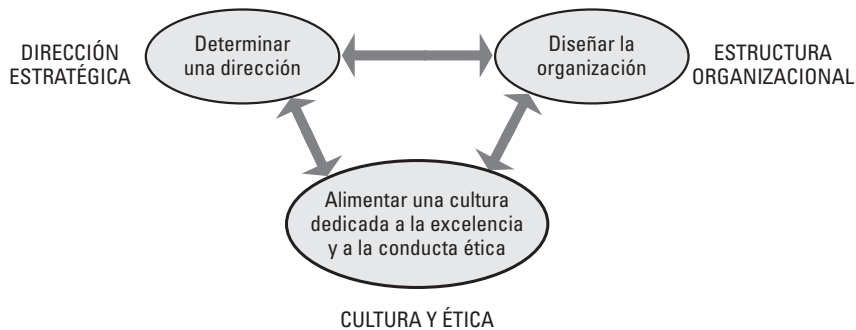 DIRECCIÓN
ESTRATÉGICA
Determinar
una dirección
Diseñar la
organización
ESTRUCTURA
ORGANIZACIONAL
Alimentar una cultura
dedicada a la excelencia
y a la conducta ética
CULTURA Y ÉTICA